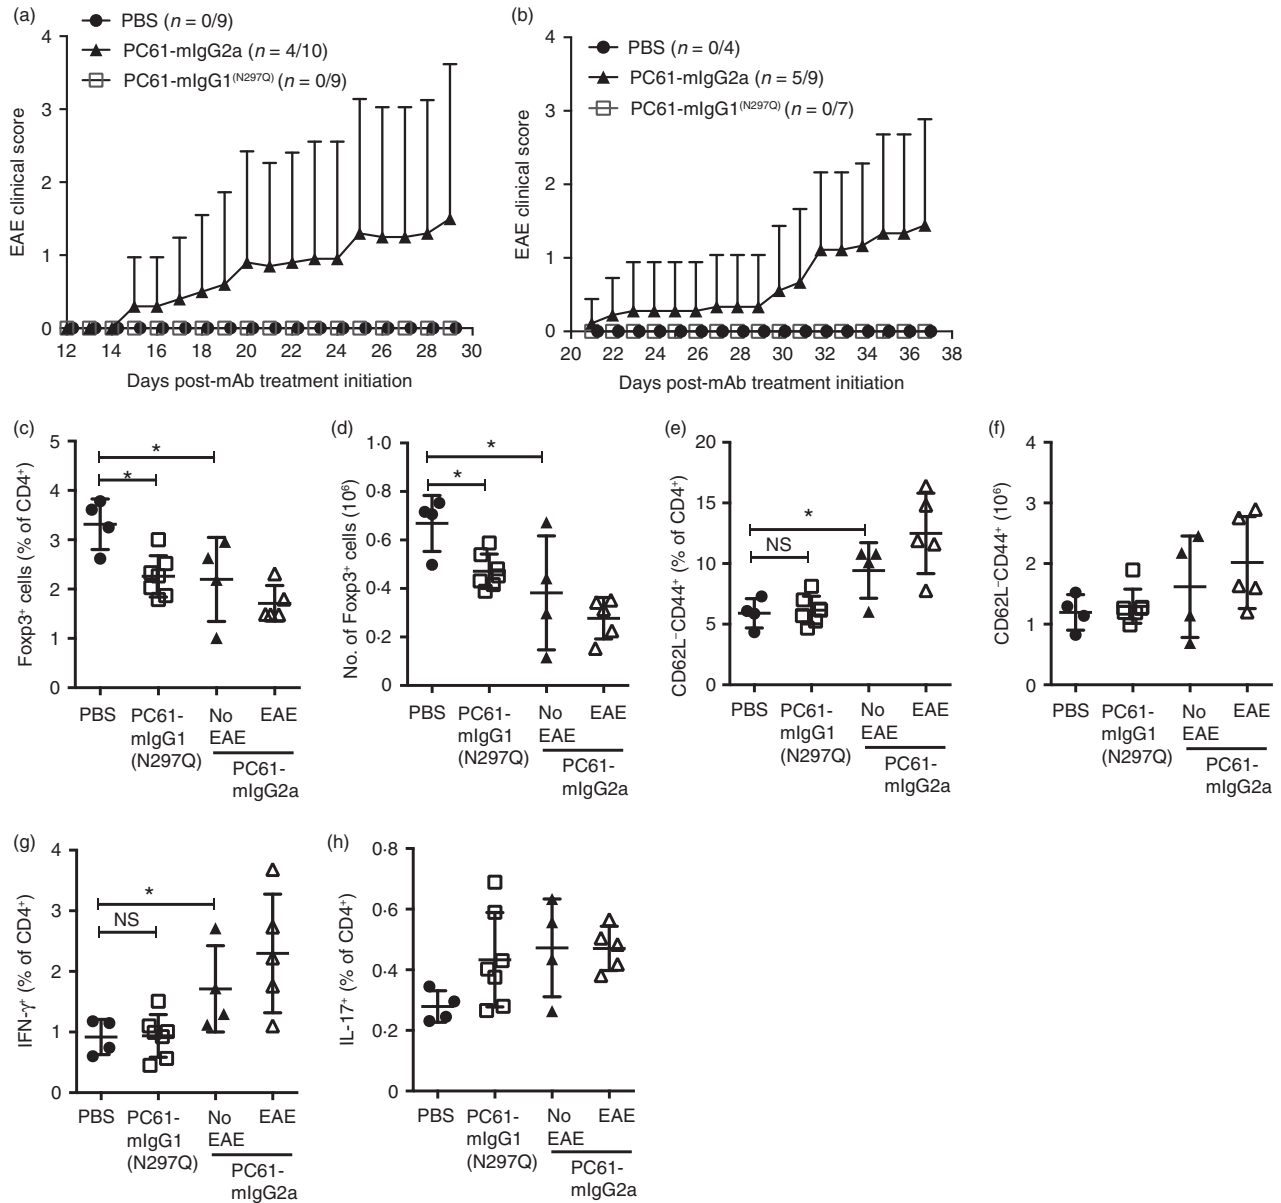 (a)
PBS (n = 0/9)
PC61-mIgG2a (n = 4/10)
PC61-mIgG1(N297Q) (n = 0/9)
EAE clinical score
4
3
2
1
0
12 14 16 18 20 22 24 26 28 30
Days post-mAb treatment initiation
(b)
PBS (n = 0/4)
PC61-mIgG2a (n = 5/9)
PC61-mIgG1(N297Q) (n = 0/7)
EAE clinical score
4
3
2
1
0
20 22 24 26 28 30 32 34 36 38
Days post-mAb treatment initiation
(c)
Foxp3+ cells (% of CD4+)
5
4
3
2
1
0
*
*
PBS PC61- No EAE
mIgG1 EAE
(N297Q) PC61-
mIgG2a
(d)
No. of Foxp3+ cells (10⁶)
1·0
0·8
0·6
0·4
0·2
0
*
*
PBS PC61- No EAE
mIgG1 EAE
(N297Q) PC61-
mIgG2a
(e)
CD62L−CD44+ (% of CD4+)
20
15
10
5
0
*
NS
PBS PC61- No EAE
mIgG1 EAE
(N297Q) PC61-
mIgG2a
(f)
CD62L−CD44+ (10⁶)
4
3
2
1
0
PBS PC61- No EAE
mIgG1 EAE
(N297Q) PC61-
mIgG2a
(g)
IFN-γ+ (% of CD4+)
4
3
2
1
0
*
NS
PBS PC61- No EAE
mIgG1 EAE
(N297Q) PC61-
mIgG2a
(h)
IL-17+ (% of CD4+)
0·8
0·6
0·4
0·2
0
PBS PC61- No EAE
mIgG1 EAE
(N297Q) PC61-
mIgG2a